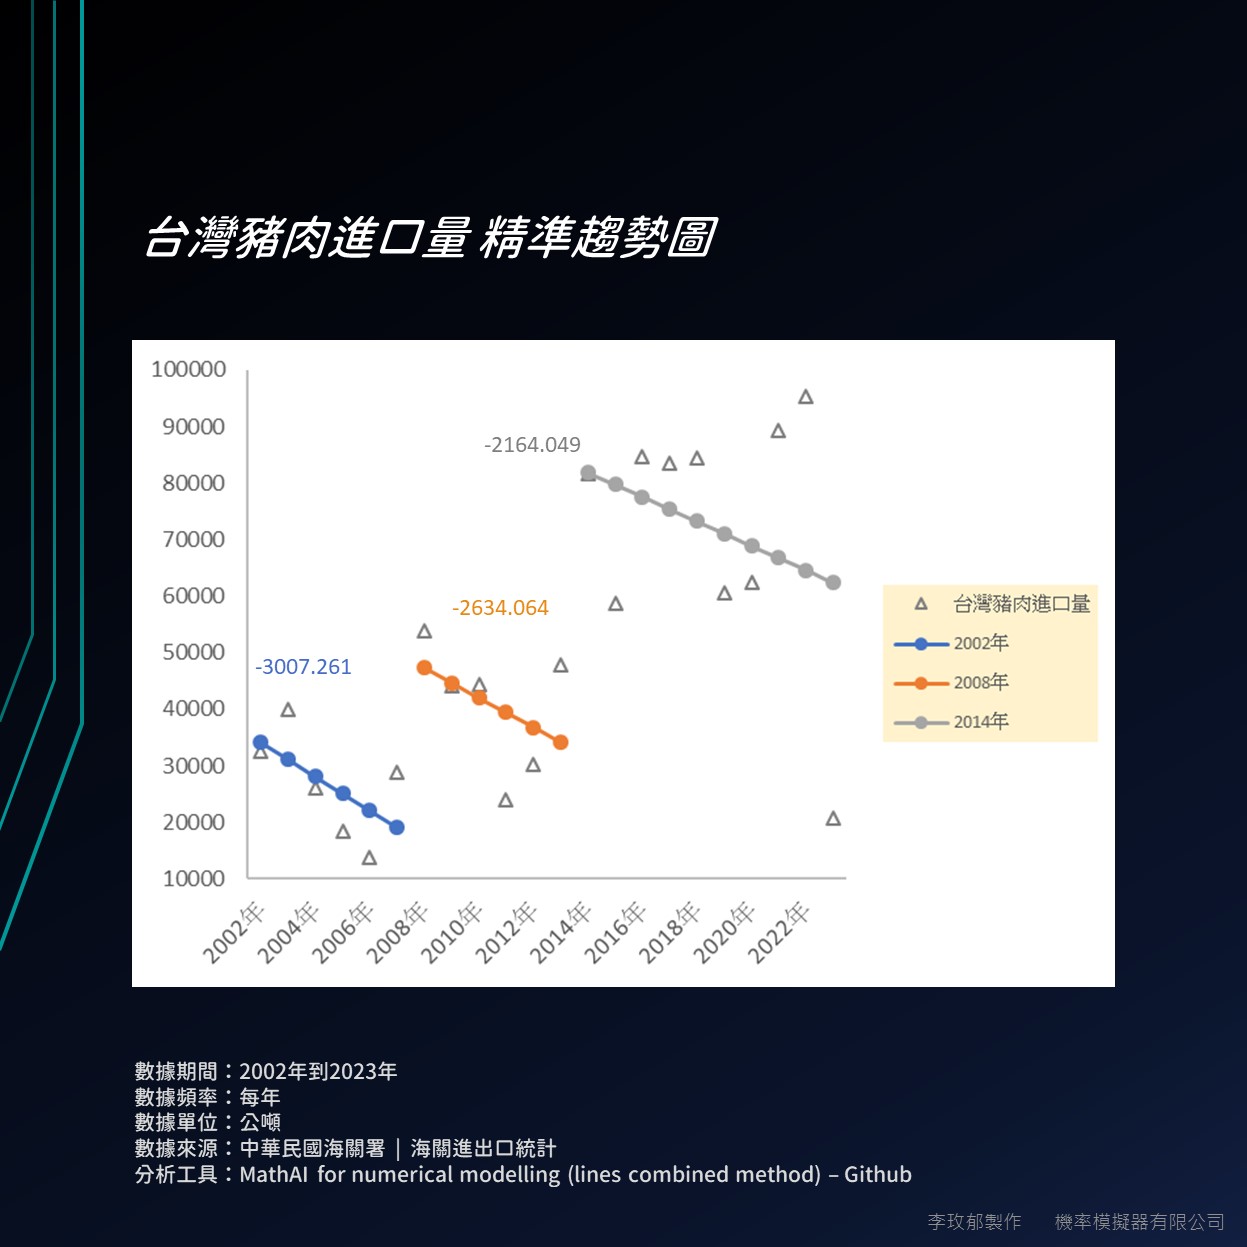 台灣豬肉進口量 精準趨勢圖
100000
90000
80000
70000
60000
50000
40000
30000
20000
10000
-2164.049
-2634.064
-3007.261
台灣豬肉進口量
2002年
2008年
2014年
2002年
2004年
2006年
2008年
2010年
2012年
2014年
2016年
2018年
2020年
2022年
數據期間：2002年到2023年
數據頻率：每年
數據單位：公噸
數據來源：中華民國海關署 | 海關進出口統計
分析工具：MathAI for numerical modelling (lines combined method) – Github
李玫郁製作 機率模擬器有限公司